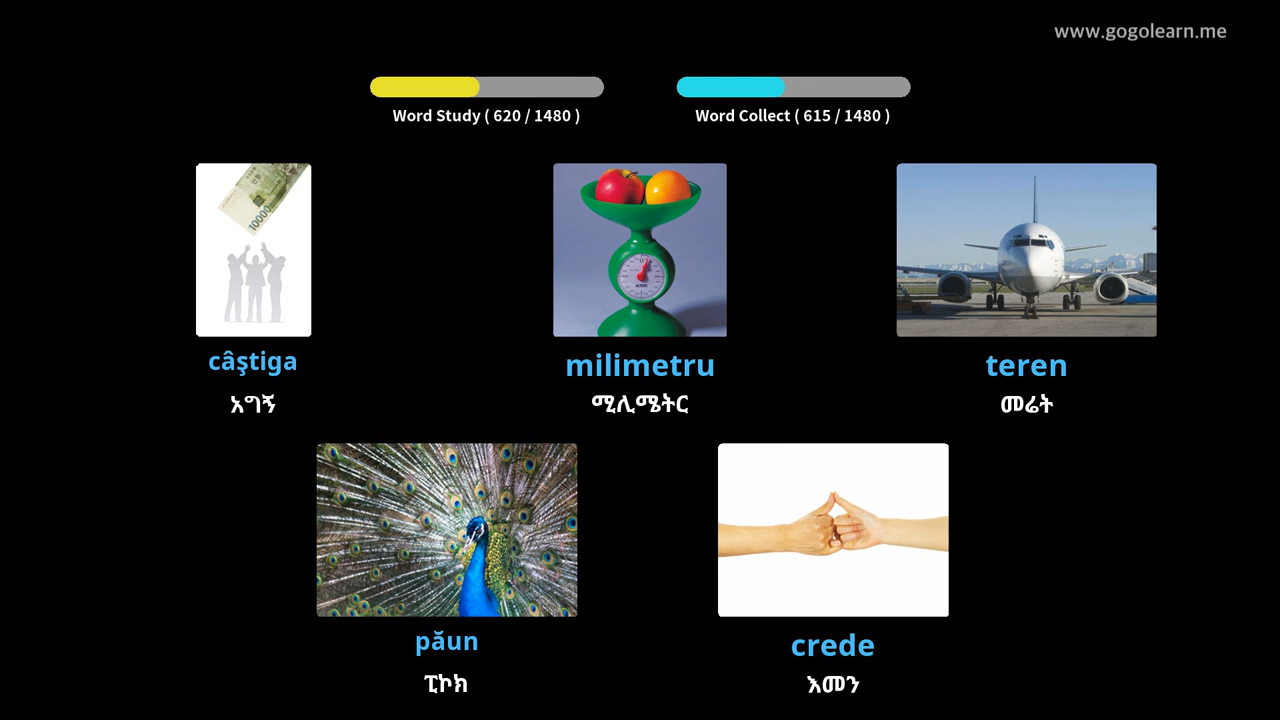 www.gogolearn.me
Word Study ( 620 / 1480 )
Word Collect ( 615 / 1480 )
10000
câştiga
milimetru
teren
አግኝ
ሚሊሜትር
መሬት
păun
crede
ፒኮክ
እመን